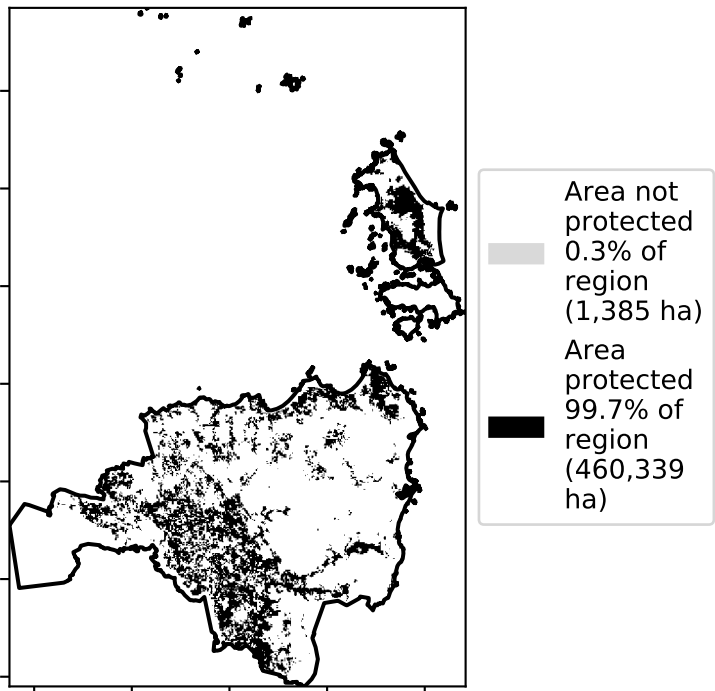 Area not
protected
0.3% of
region
(1,385 ha)
Area
protected
99.7% of
region
(460,339
ha)